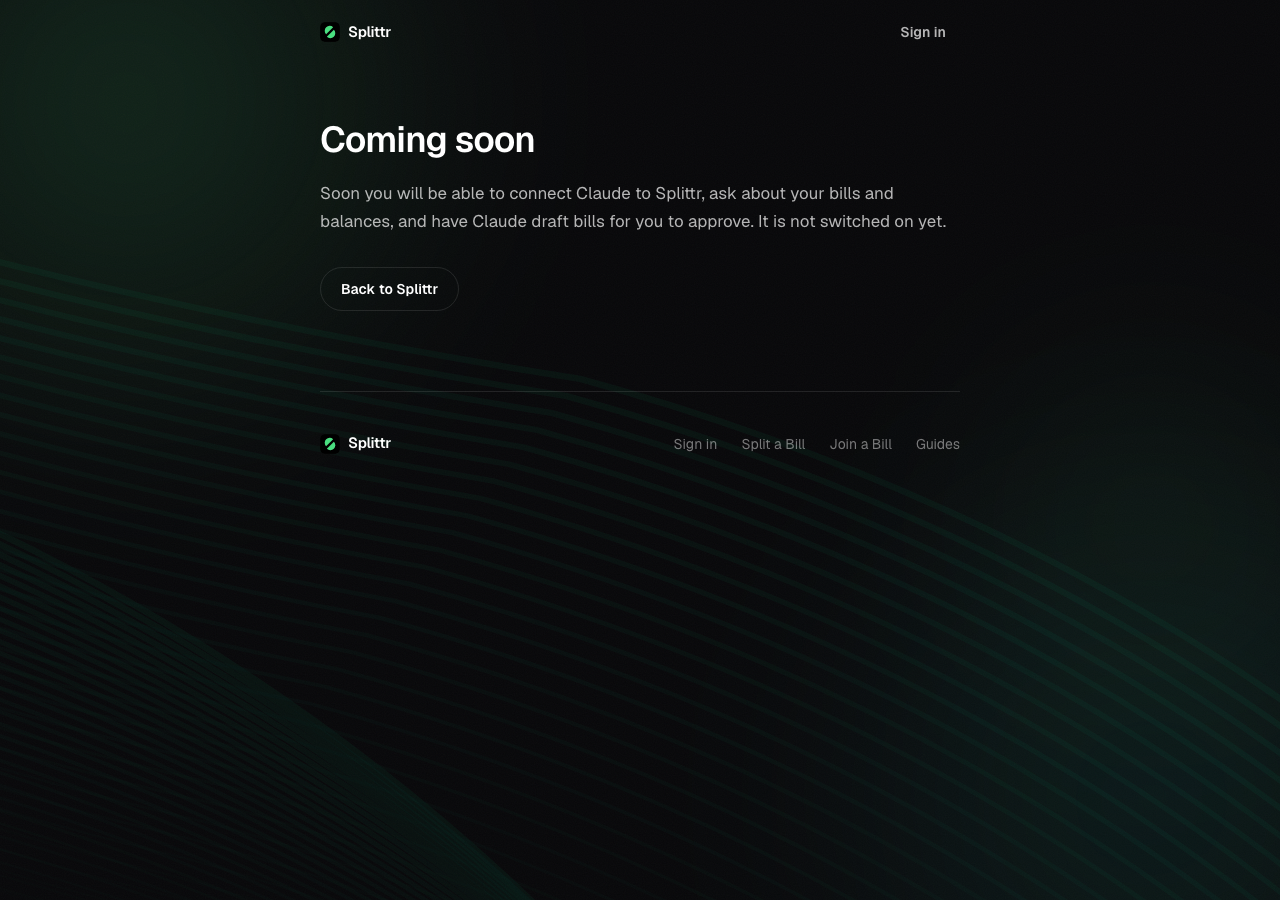 Splittr
Sign in
Coming soon
Soon you will be able to connect Claude to Splittr, ask about your bills and
balances, and have Claude draft bills for you to approve. It is not switched on yet.
Back to Splittr
Splittr
Sign in
Split a Bill
Join a Bill
Guides